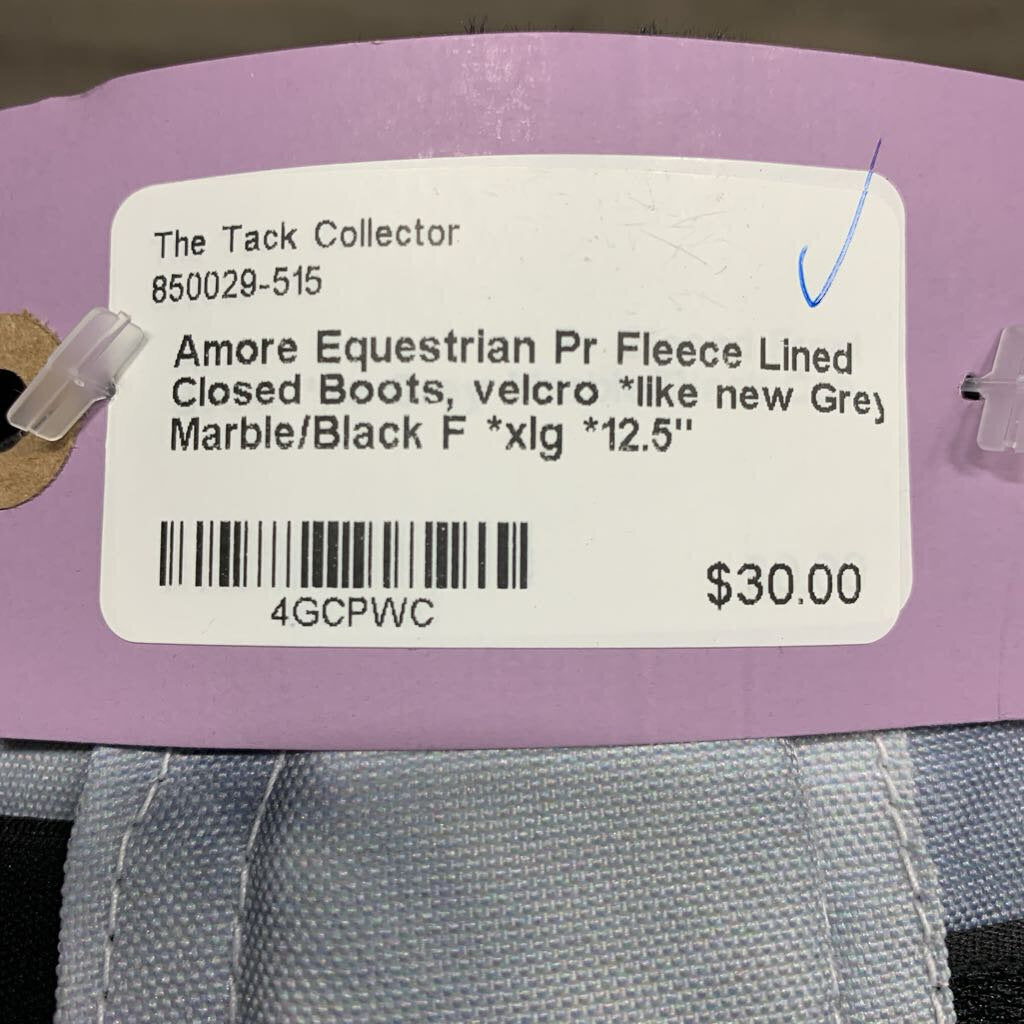 The Tack Collector
850029-515
Amore Equestrian Pr Fleece Lined
Closed Boots, velcro *like new Grey
Marble/Black F *xlg *12.5"
4GCPWC
$30.00